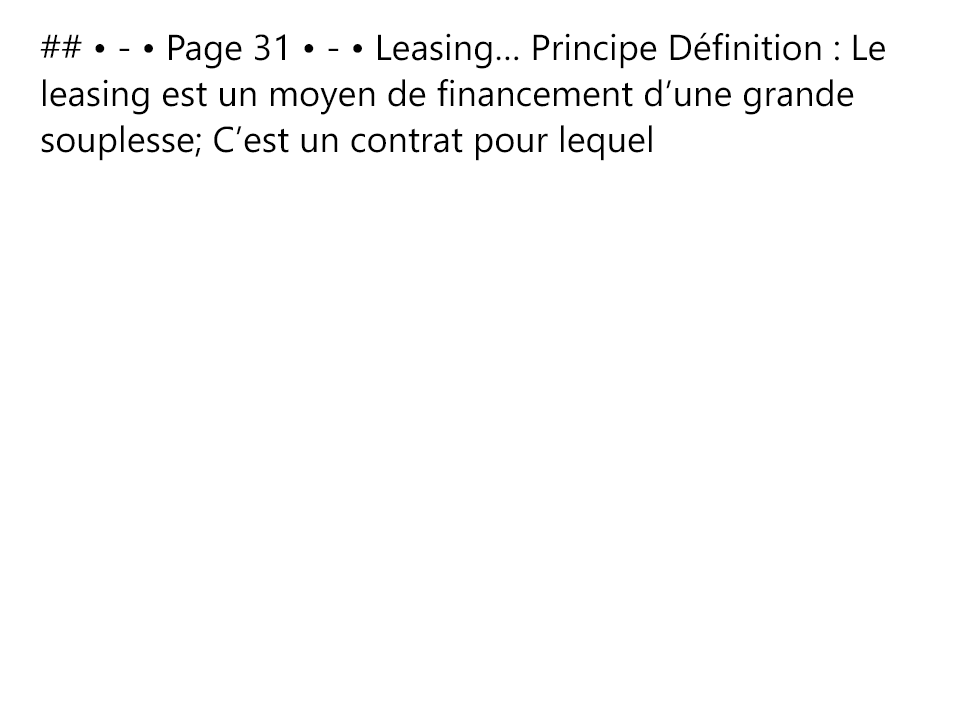 ## • - • Page 31 • - • Leasing… Principe Définition : Le
leasing est un moyen de financement d’une grande
souplesse; C’est un contrat pour lequel